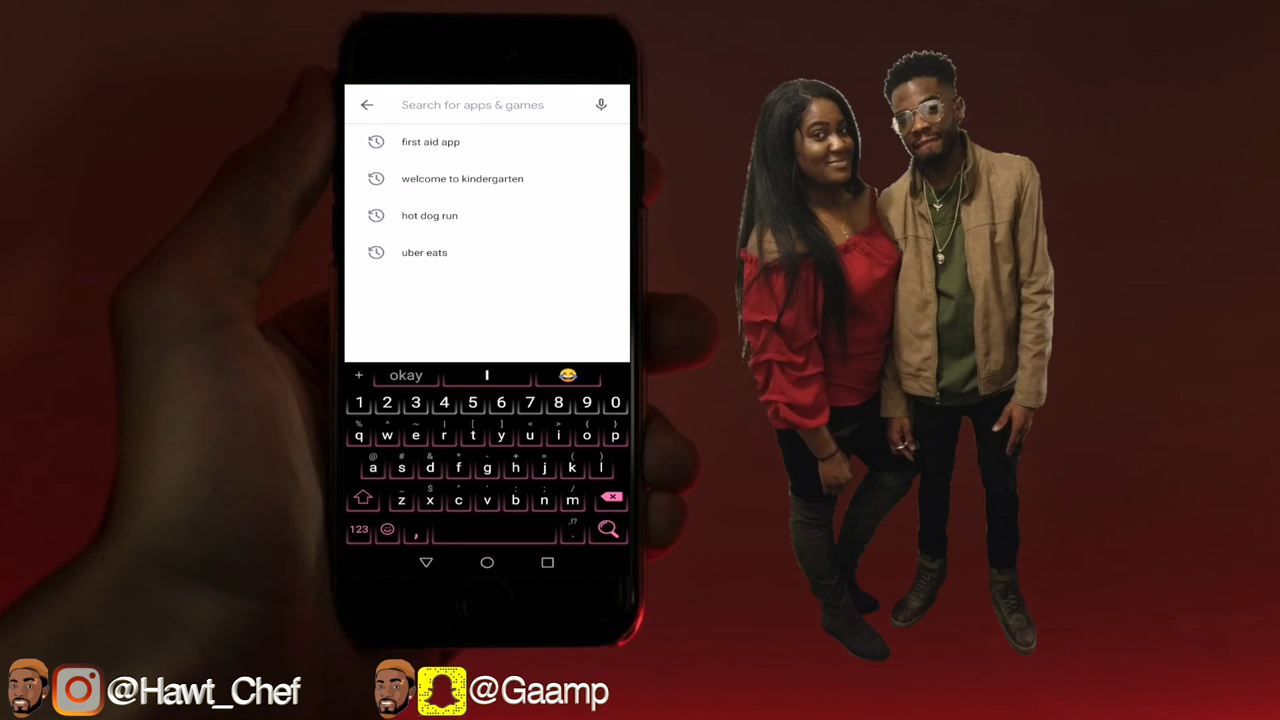 Search for apps & games
first aid app
welcome to kindergarten
hot dog run
uber eats
+ okay I 😂
1 2 3 4 5 6 7 8 9 0
% ^ ~ | [ ] < > { }
q w e r t y u i o p
@ # & * - + = ( )
a s d f g h j k l
_ $ " ' : ; /
z x c v b n m
,!?
123 , .
@Hawt_Chef
@Gaamp